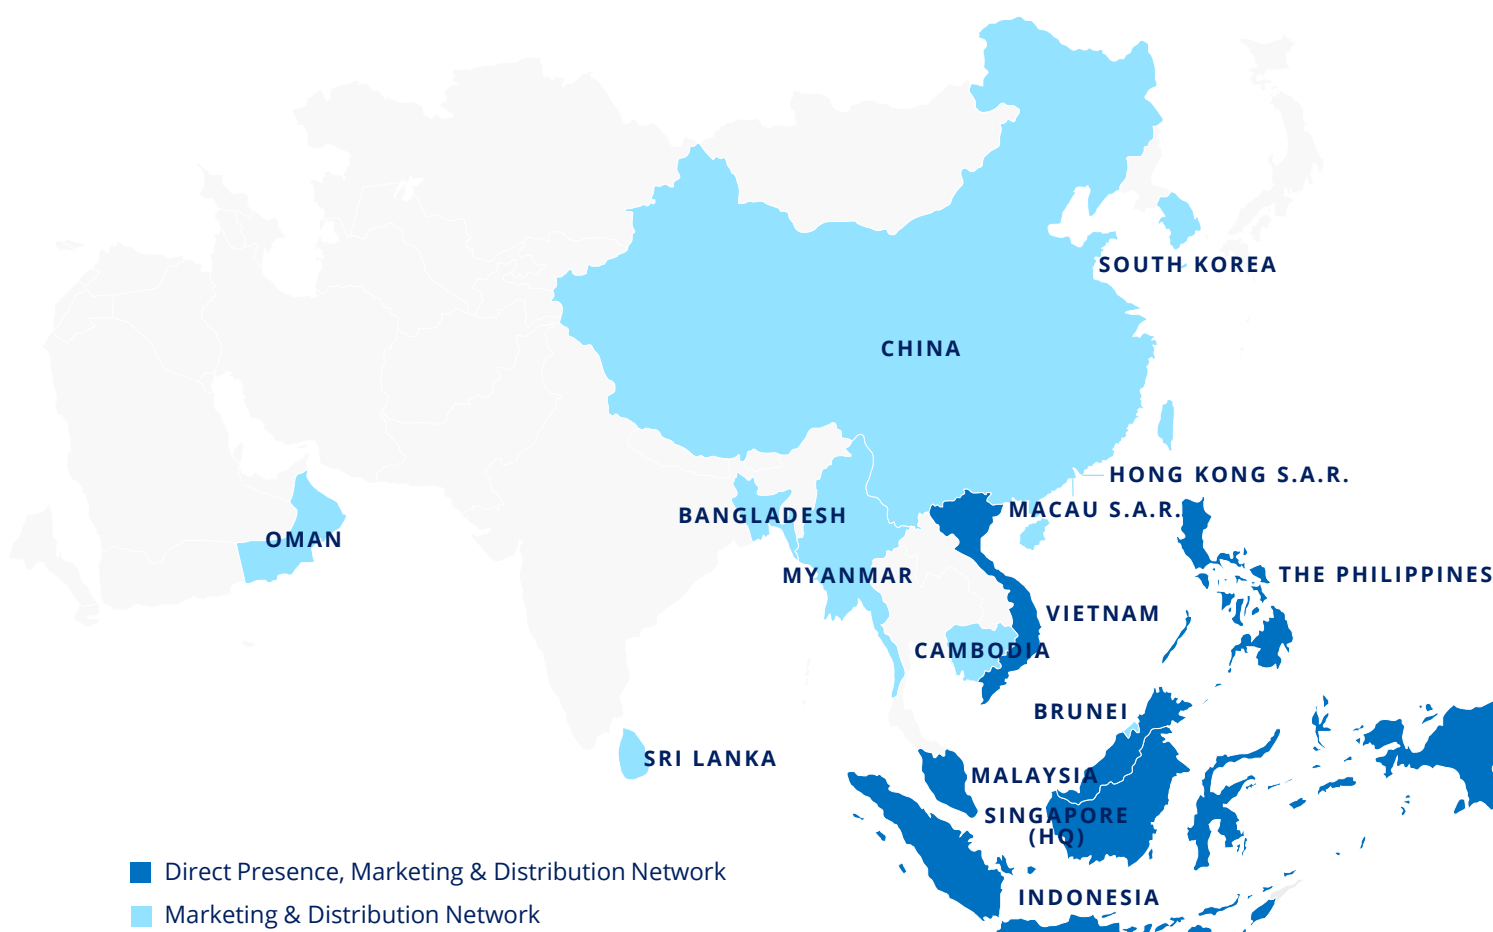 SOUTH KOREA
CHINA
HONG KONG S.A.R.
BANGLADESH
MACAU S.A.R.
OMAN
MYANMAR
THE PHILIPPINES
VIETNAM
CAMBODIA
BRUNEI
SRI LANKA
MALAYSIA
SINGAPORE
(HQ)
INDONESIA
Direct Presence, Marketing & Distribution Network
Marketing & Distribution Network